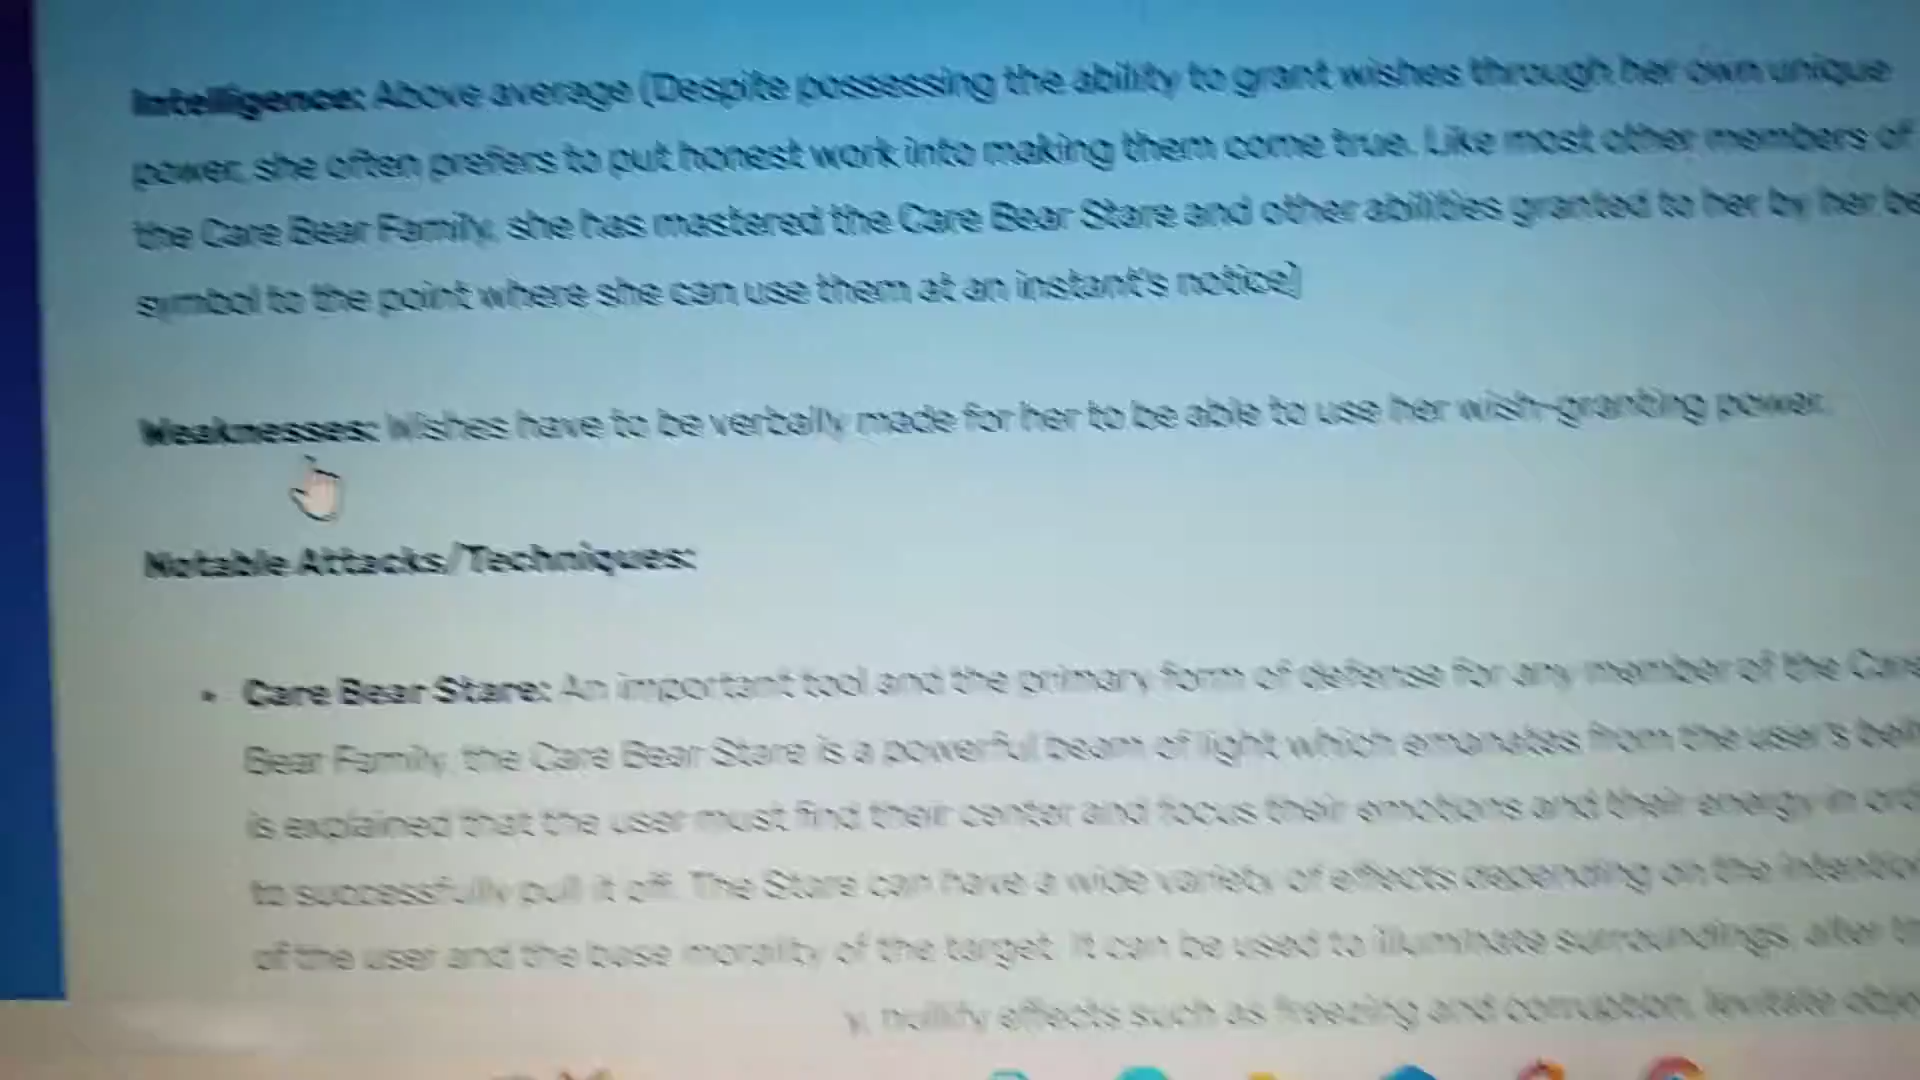 Intelligence: Above average (Despite possessing the ability to grant wishes through her own unique
power, she often prefers to put honest work into making them come true. Like most other members of
the Care Bear Family, she has mastered the Care Bear Stare and other abilities granted to her by her be
symbol to the point where she can use them at an instant's notice)
Weaknesses: Wishes have to be verbally made for her to be able to use her wish-granting power.
Notable Attacks/Techniques:
• Care Bear Stare: An important tool and the primary form of defense for any member of the Care
Bear Family, the Care Bear Stare is a powerful beam of light which emanates from the user's bel
is explained that the user must find their center and focus their emotions and their energy in ord
to successfully pull it off. The Stare can have a wide variety of effects depending on the intention
of the user and the base morality of the target. It can be used to illuminate surroundings, alter
y, nullify effects such as freezing and corruption, levitate obje